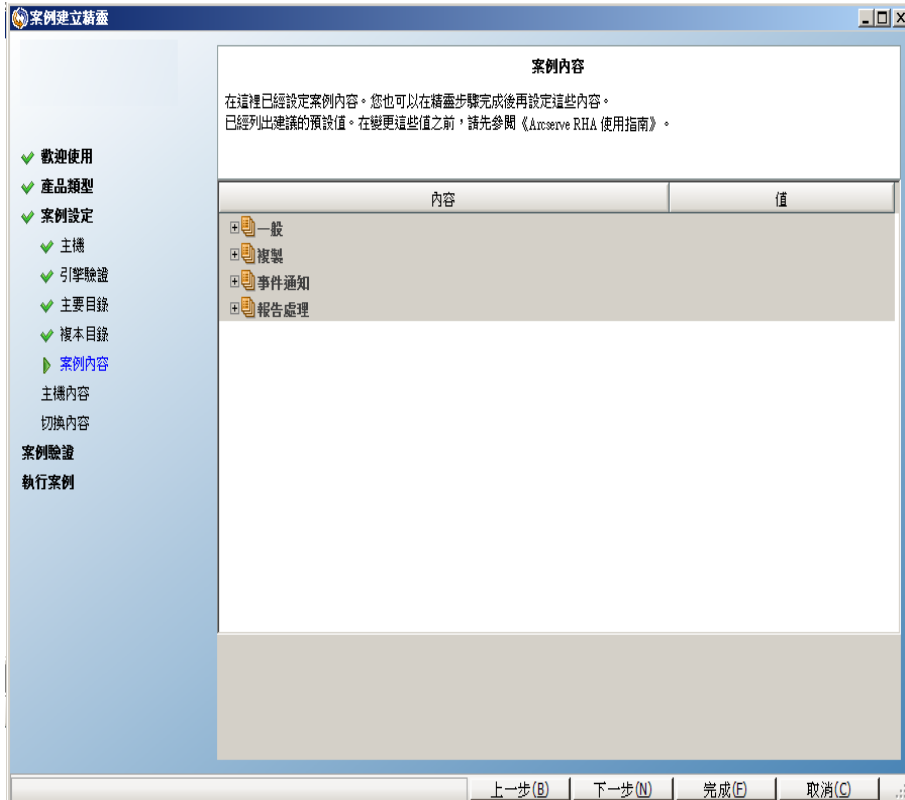 案例建立精靈
案例內容
在這裡已經設定案例內容。您也可以在精靈步驟完成後再設定這些內容。
已經列出建議的預設值。在變更這些值之前，請先參閱《Arcserve RHA 使用指南》。
歡迎使用
產品類型
案例設定
主機
引擎驗證
主要目錄
複本目錄
案例內容
主機內容
切換內容
案例驗證
執行案例
內容 值
一般
複製
事件通知
報告處理
上一步(B) 下一步(N) 完成(F) 取消(C)